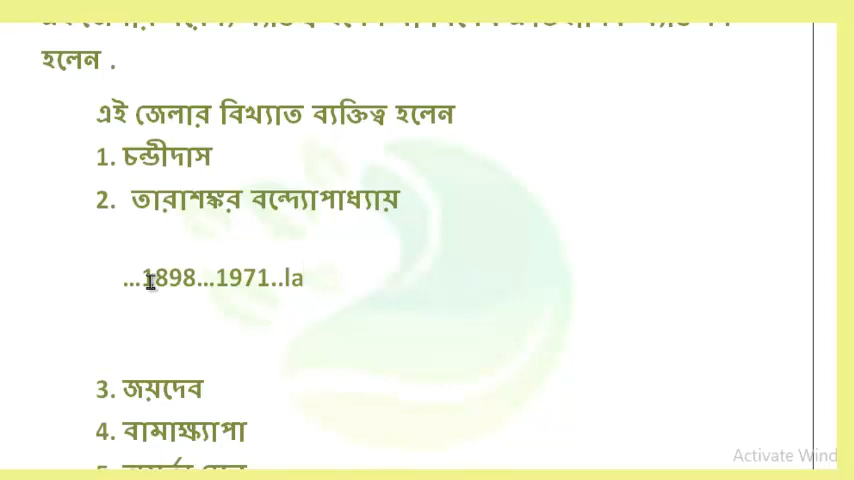 হলেন .
এই জেলার বিখ্যাত ব্যক্তিত্ব হলেন
1. চন্ডীদাস
2. তারাশঙ্কর বন্দ্যোপাধ্যায়
...1898...1971..la
3. জয়দেব
4. বামাক্ষ্যাপা
Activate Wind